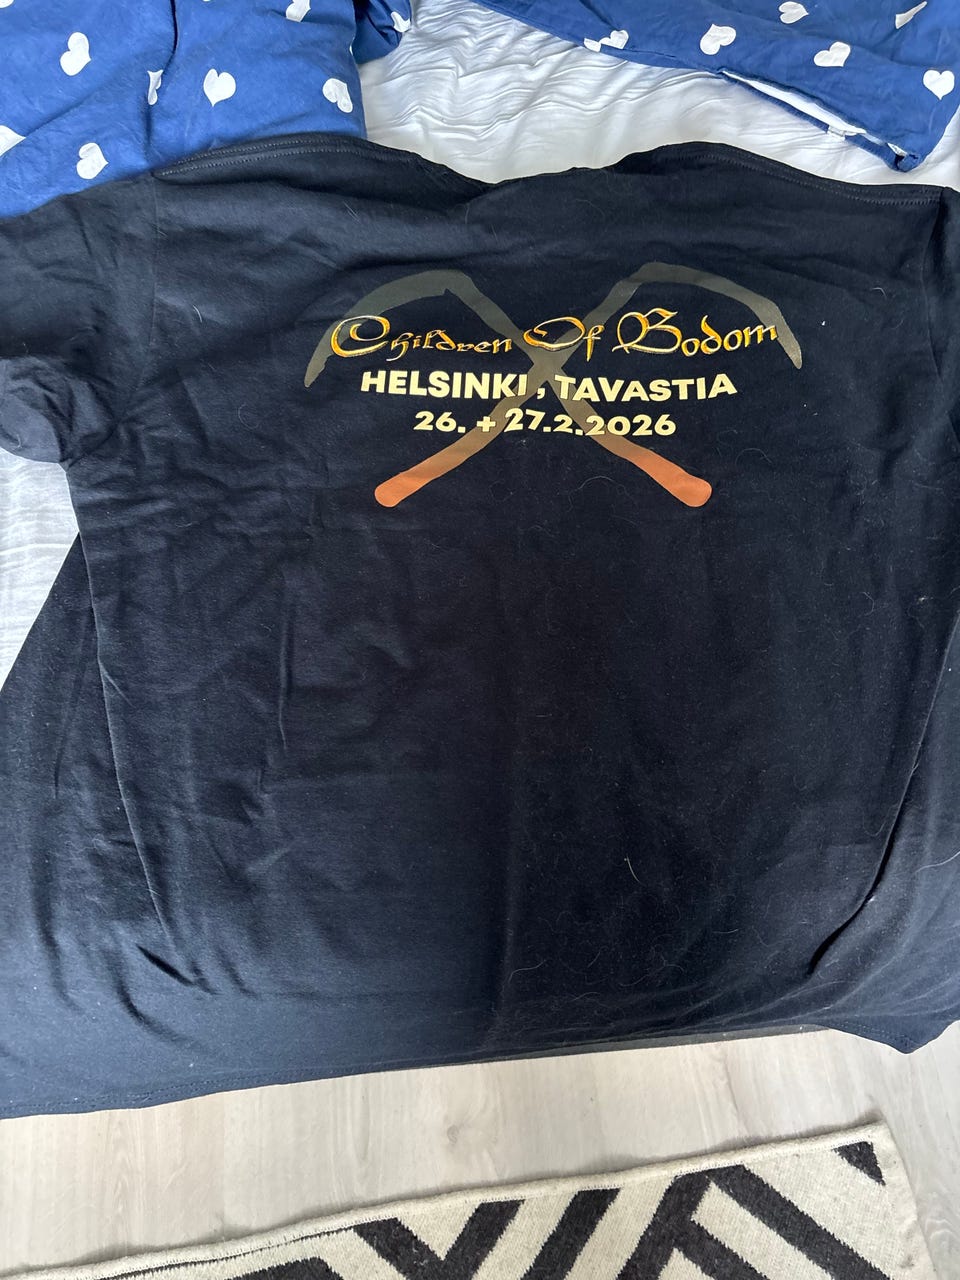 Children Of Bodom
HELSINKI, TAVASTIA
26. + 27.2.2026